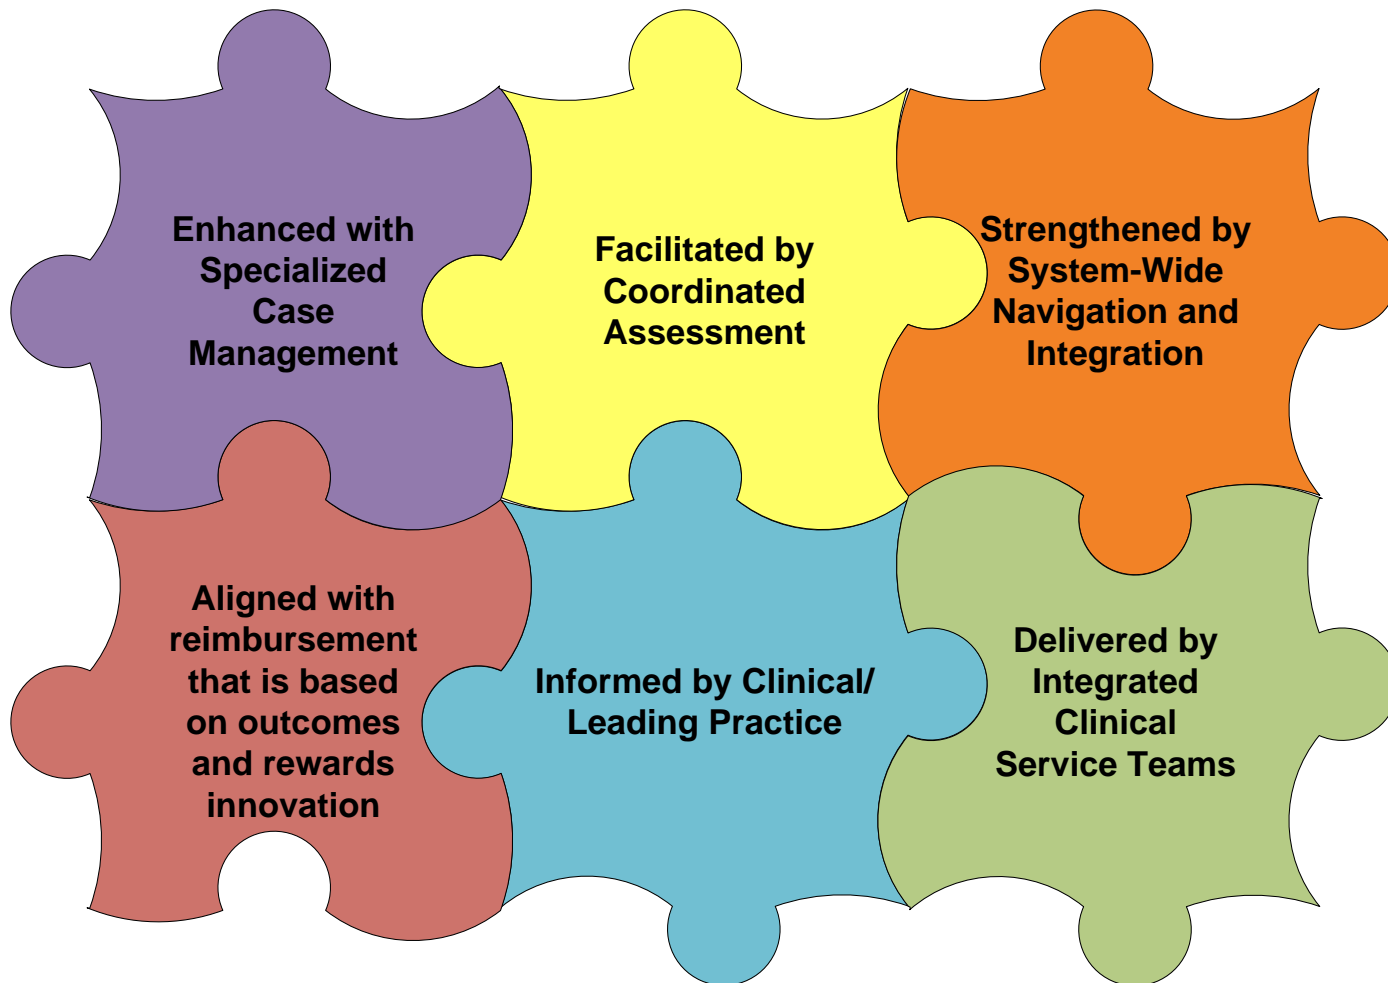 Enhanced with
Specialized
Case
Management
Facilitated by
Coordinated
Assessment
Strengthened by
System-Wide
Navigation and
Integration
Aligned with
reimbursement
that is based
on outcomes
and rewards
innovation
Informed by Clinical/
Leading Practice
Delivered by
Integrated
Clinical
Service Teams